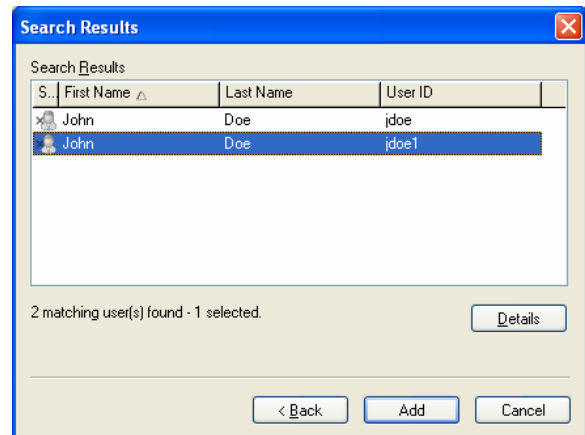 Search Results
Search Results
S... First Name Last Name User ID
John Doe jdoe
John Doe jdoe1
2 matching user(s) found - 1 selected.
Details
< Back Add Cancel